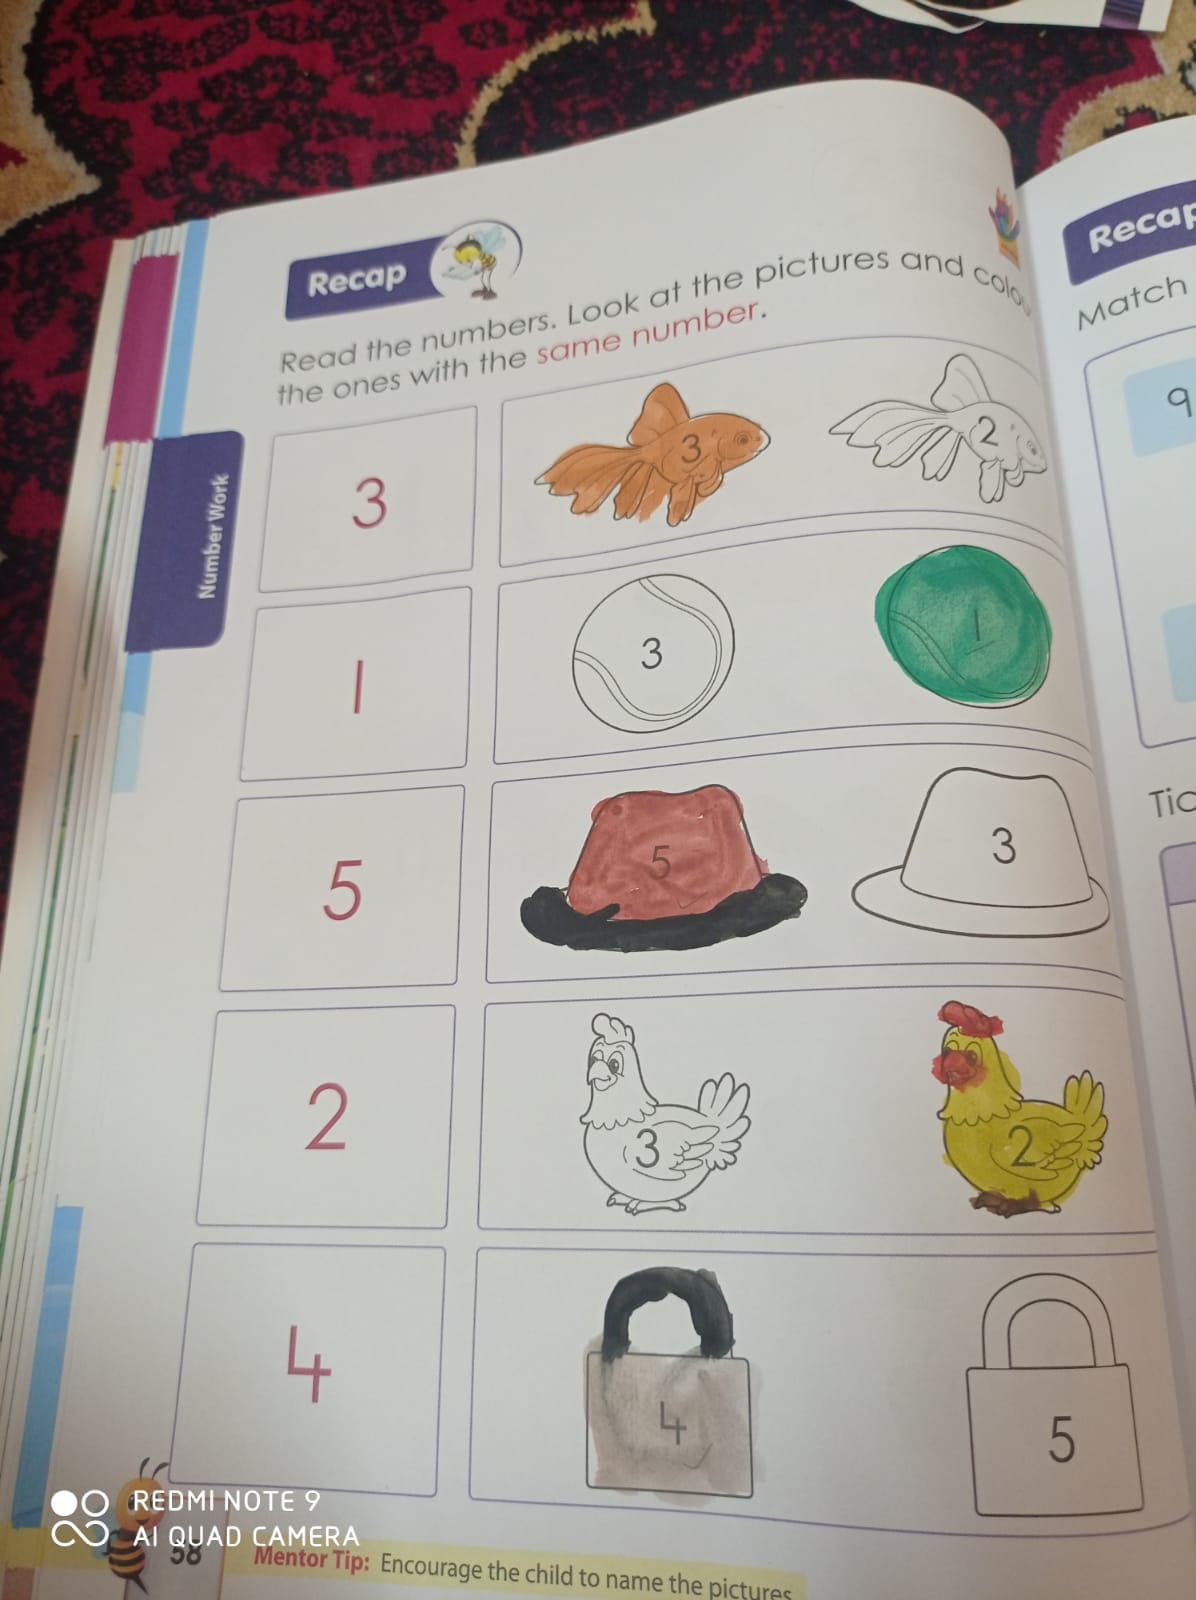 Recap
Read the numbers. Look at the pictures and colou
the ones with the same number.
Number Work
3
3
2
1
3
1
5
5
3
2
3
2
4
4
5
58
Mentor Tip: Encourage the child to name the pictures
Recap
Match
9
Tic
REDMI NOTE 9
AI QUAD CAMERA